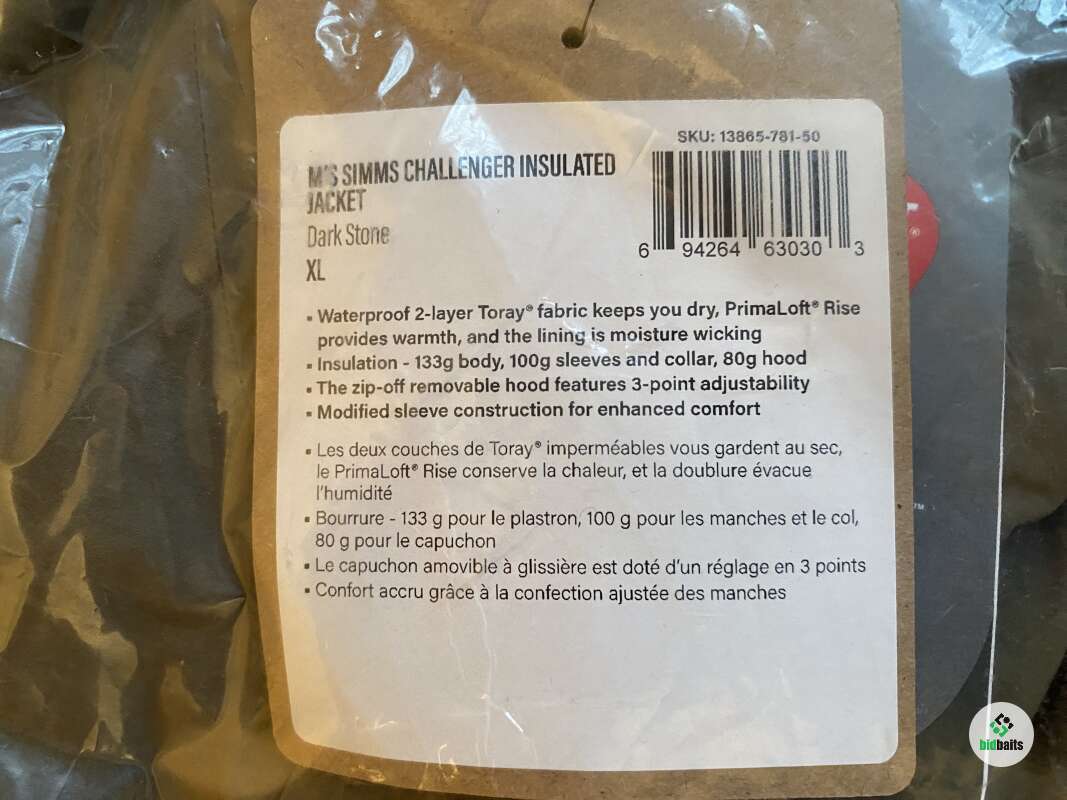 SKU: 13865-781-50
M'S SIMMS CHALLENGER INSULATED
JACKET
Dark Stone
XL
6 94264 63030 3
▪ Waterproof 2-layer Toray® fabric keeps you dry, PrimaLoft® Rise
provides warmth, and the lining is moisture wicking
▪ Insulation - 133g body, 100g sleeves and collar, 80g hood
▪ The zip-off removable hood features 3-point adjustability
▪ Modified sleeve construction for enhanced comfort
▪ Les deux couches de Toray® imperméables vous gardent au sec,
le PrimaLoft® Rise conserve la chaleur, et la doublure évacue
l'humidité
▪ Bourrure - 133 g pour le plastron, 100 g pour les manches et le col,
80 g pour le capuchon
▪ Le capuchon amovible à glissière est doté d'un réglage en 3 points
▪ Confort accru grâce à la confection ajustée des manches
®
TM
bidbaits